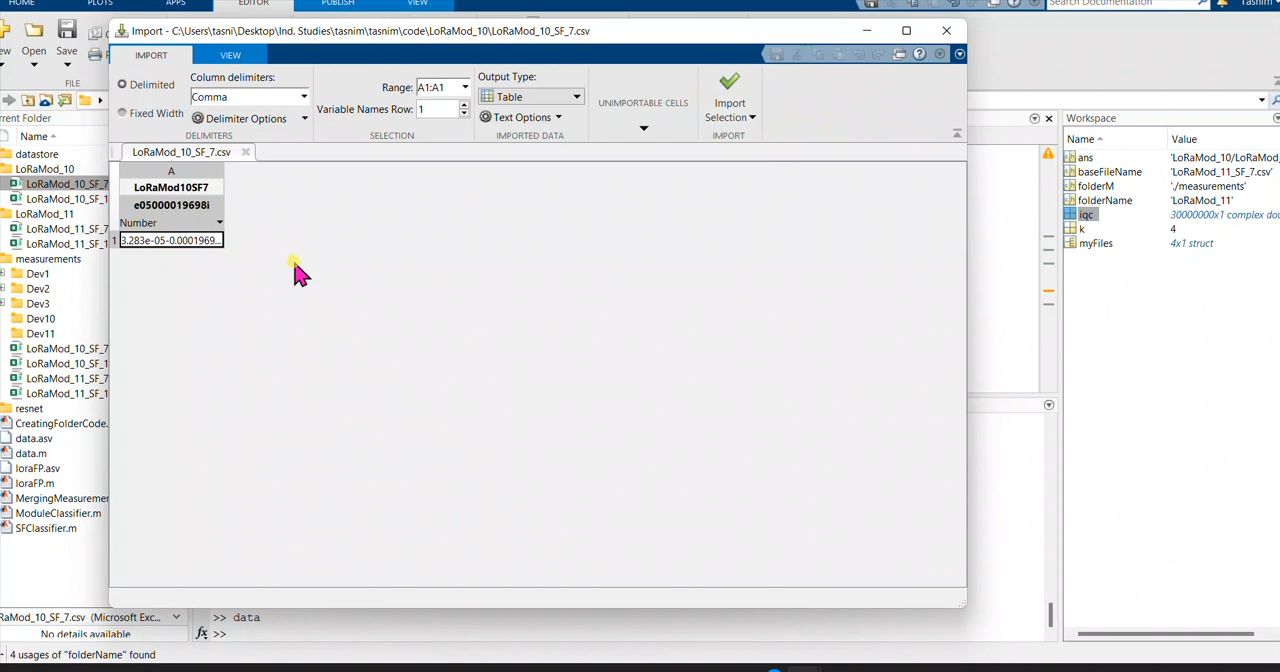 HOME PLOTS APPS EDITOR PUBLISH VIEW
Search Documentation
Tasnim
Import - C:\Users\tasni\Desktop\Ind. Studies\tasnim\tasnim\code\LoRaMod_10\LoRaMod_10_SF_7.csv
IMPORT VIEW
Open
Save
FILE
Delimited
Column delimiters:
Comma
Fixed Width
Delimiter Options
DELIMITERS
Range: A1:A1
Variable Names Row: 1
SELECTION
Output Type:
Table
Text Options
IMPORTED DATA
UNIMPORTABLE CELLS
Import
Selection
IMPORT
Name
datastore
LoRaMod_10
LoRaMod_10_SF_7
LoRaMod_10_SF_1
LoRaMod_11
LoRaMod_11_SF_7
LoRaMod_11_SF_1
measurements
Dev1
Dev2
Dev3
Dev10
Dev11
LoRaMod_10_SF_7
LoRaMod_10_SF_1
LoRaMod_11_SF_7
LoRaMod_11_SF_1
resnet
CreatingFolderCode.
data.asv
data.m
loraFP.asv
loraFP.m
MergingMeasuremer
ModuleClassifier.m
SFClassifier.m
LoRaMod_10_SF_7.csv
A
LoRaMod10SF7
e05000019698i
Number
1 3.283e-05-0.0001969...
Workspace
Name Value
ans 'LoRaMod_10/LoRaMod_
baseFileName 'LoRaMod_11_SF_7.csv'
folderM './measurements'
folderName 'LoRaMod_11'
iqc 30000000x1 complex dou
k 4
myFiles 4x1 struct
RaMod_10_SF_7.csv (Microsoft Exc...
No details available
>> data
fx >>
4 usages of "folderName" found